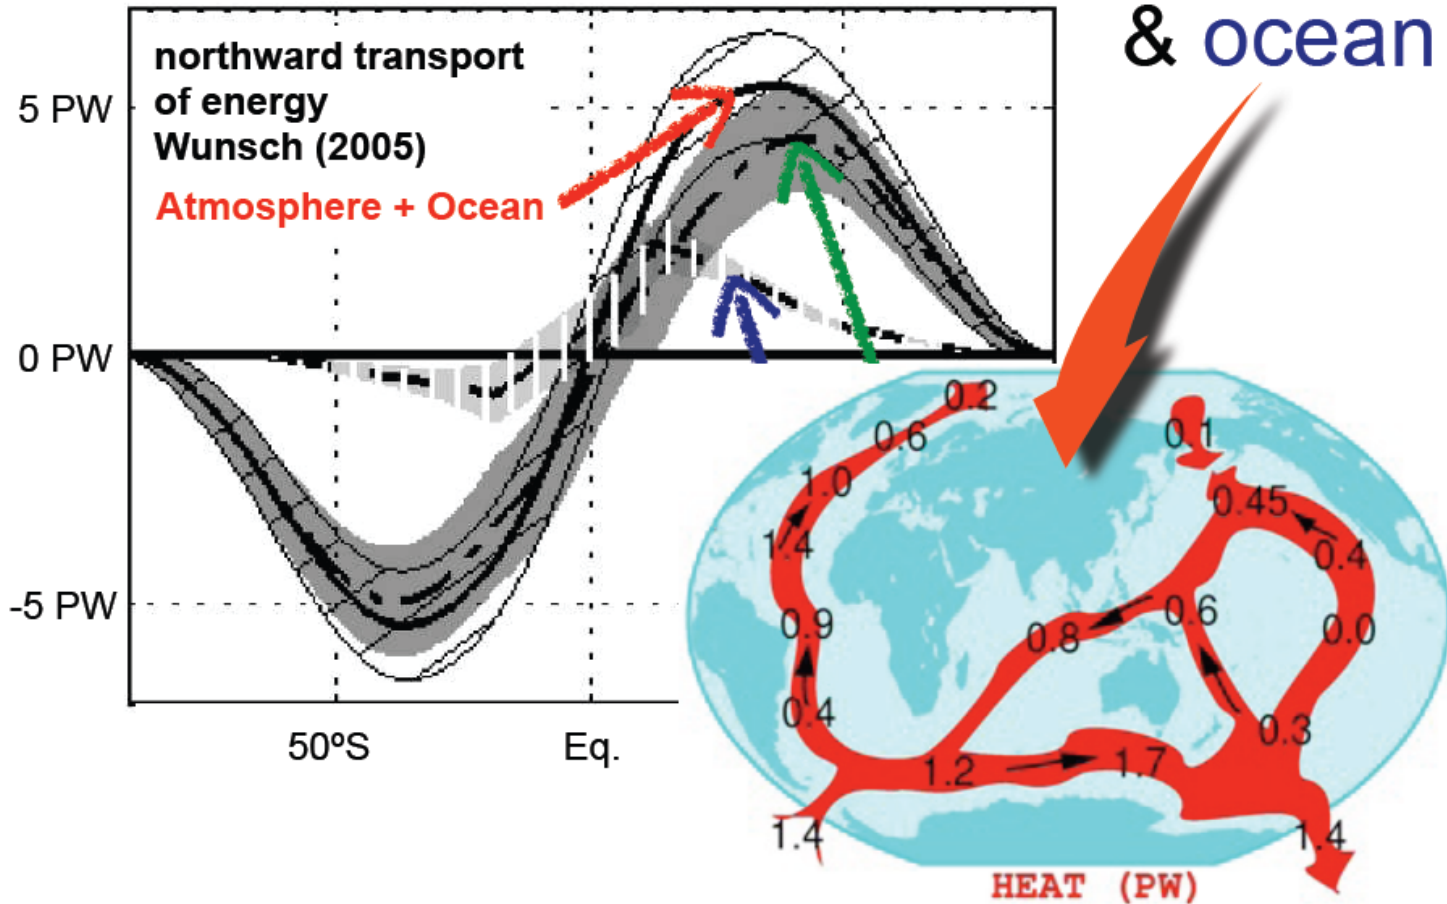 northward transport
of energy
Wunsch (2005)
Atmosphere + Ocean
& ocean
5 PW
0 PW
-5 PW
50ºS
Eq.
0.2
0.1
0.6
1.0
0.45
1.4
0.4
0.9
0.8
0.6
0.0
0.4
0.3
1.2
1.7
1.4
1.4
HEAT (PW)